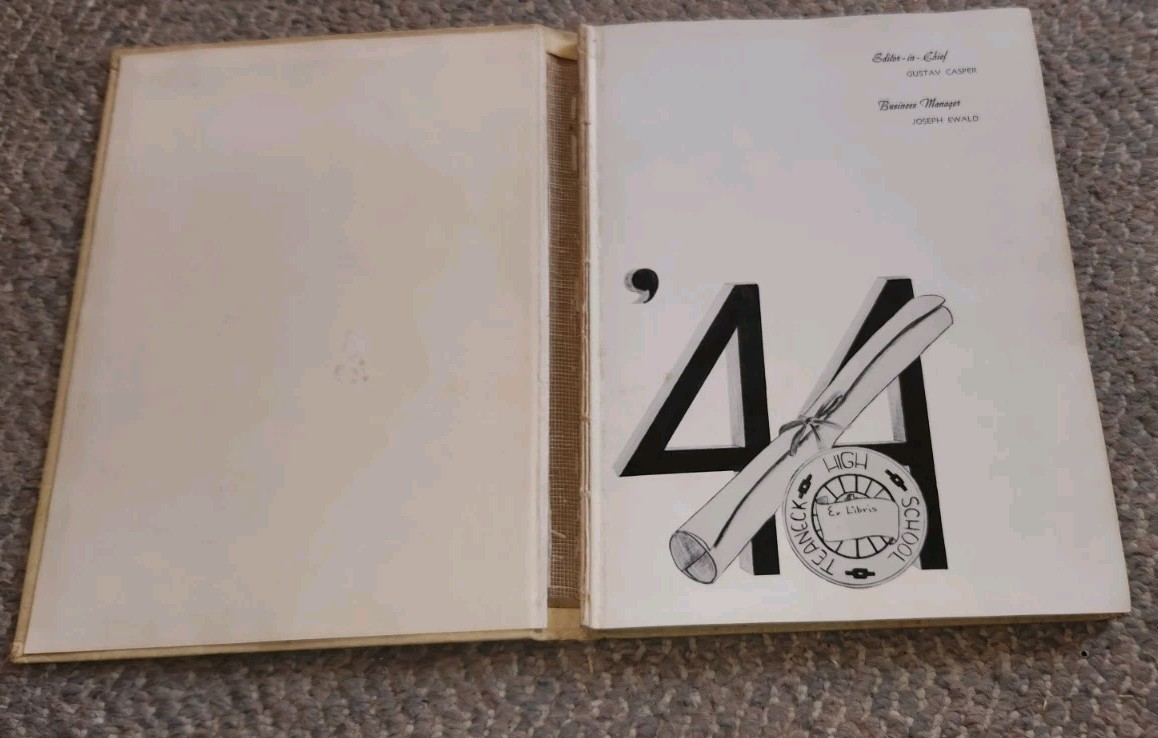 Editor-in-Chief
GUSTAV CASPER
Business Manager
JOSEPH EWALD
'44
TEANECK HIGH SCHOOL
Ex Libris